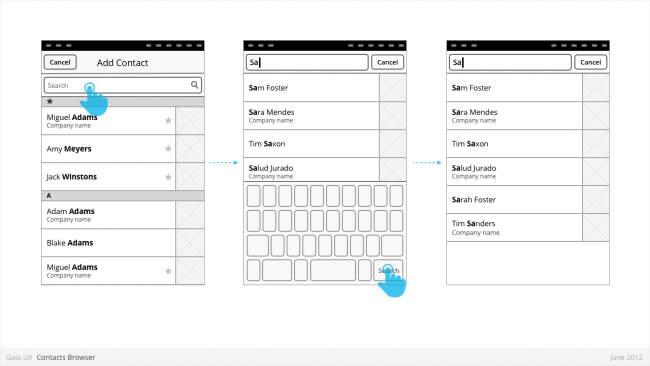 Cancel
Add Contact
Search
★
Miguel Adams
Company name
Amy Meyers
Jack Winstons
A
Adam Adams
Company name
Blake Adams
Miguel Adams
Company name
Sa
Cancel
Sam Foster
Sara Mendes
Company name
Tim Saxon
Salud Jurado
Company name
Search
Sa
Cancel
Sam Foster
Sara Mendes
Company name
Tim Saxon
Salud Jurado
Company name
Sarah Foster
Tim Sanders
Company name
Gaia UX Contacts Browser
June 2012